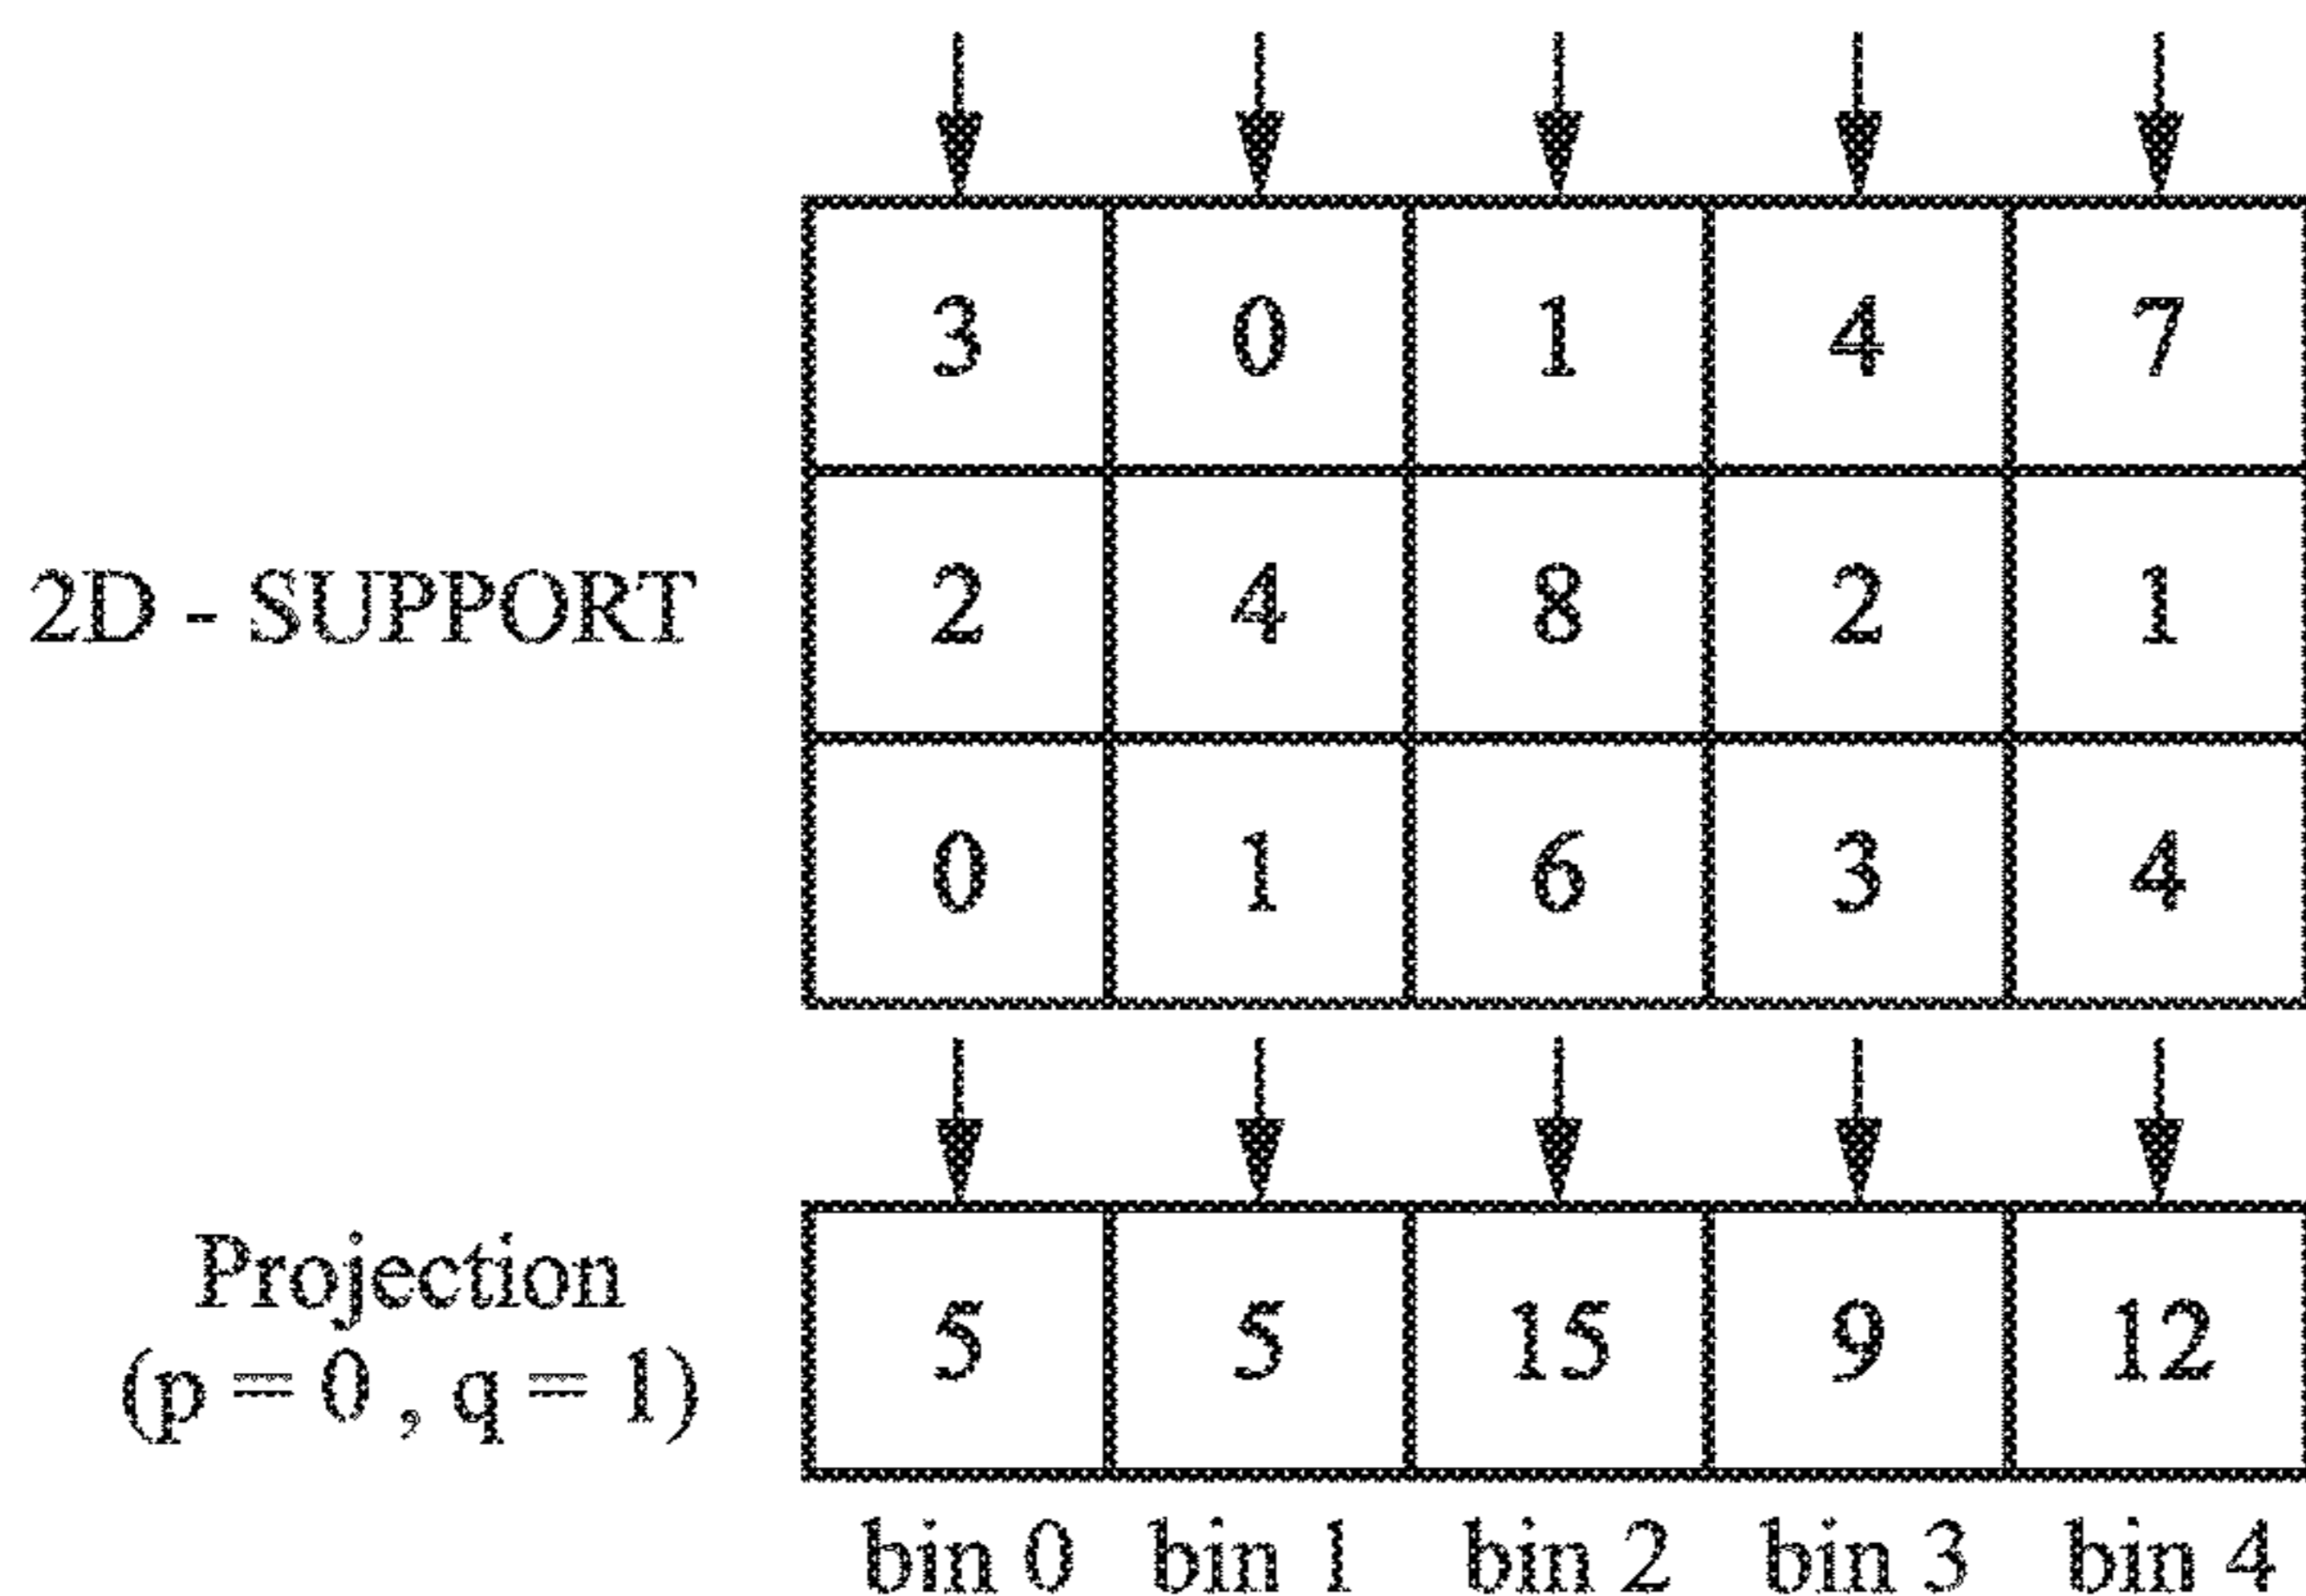 3 0 1 4 7
2D - SUPPORT 2 4 8 2 1
0 1 6 3 4
Projection
(p = 0 , q = 1)
5 5 15 9 12
bin 0 bin 1 bin 2 bin 3 bin 4